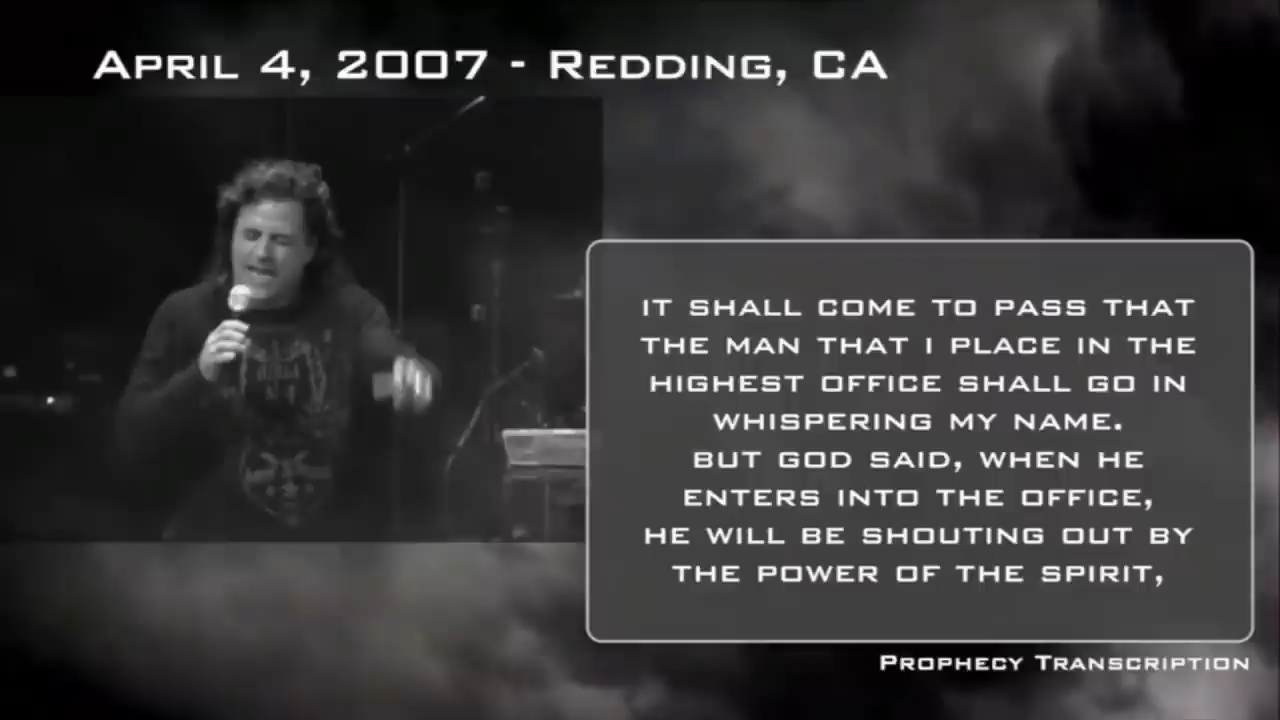 April 4, 2007 - Redding, CA
IT SHALL COME TO PASS THAT
THE MAN THAT I PLACE IN THE
HIGHEST OFFICE SHALL GO IN
WHISPERING MY NAME.
BUT GOD SAID, WHEN HE
ENTERS INTO THE OFFICE,
HE WILL BE SHOUTING OUT BY
THE POWER OF THE SPIRIT,
Prophecy Transcription